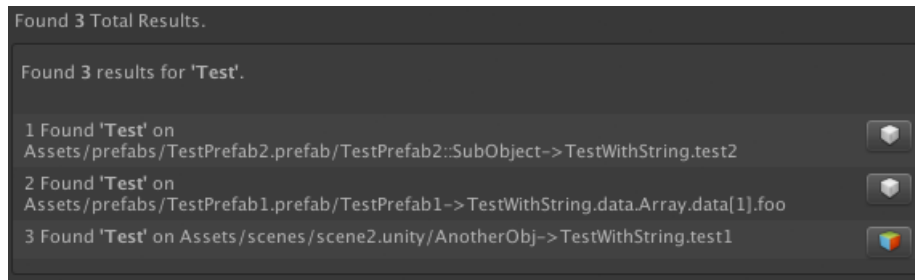 Found 3 Total Results.
Found 3 results for 'Test'.
1 Found 'Test' on
Assets/prefabs/TestPrefab2.prefab/TestPrefab2::SubObject->TestWithString.test2
2 Found 'Test' on
Assets/prefabs/TestPrefab1.prefab/TestPrefab1->TestWithString.data.Array.data[1].foo
3 Found 'Test' on Assets/scenes/scene2.unity/AnotherObj->TestWithString.test1